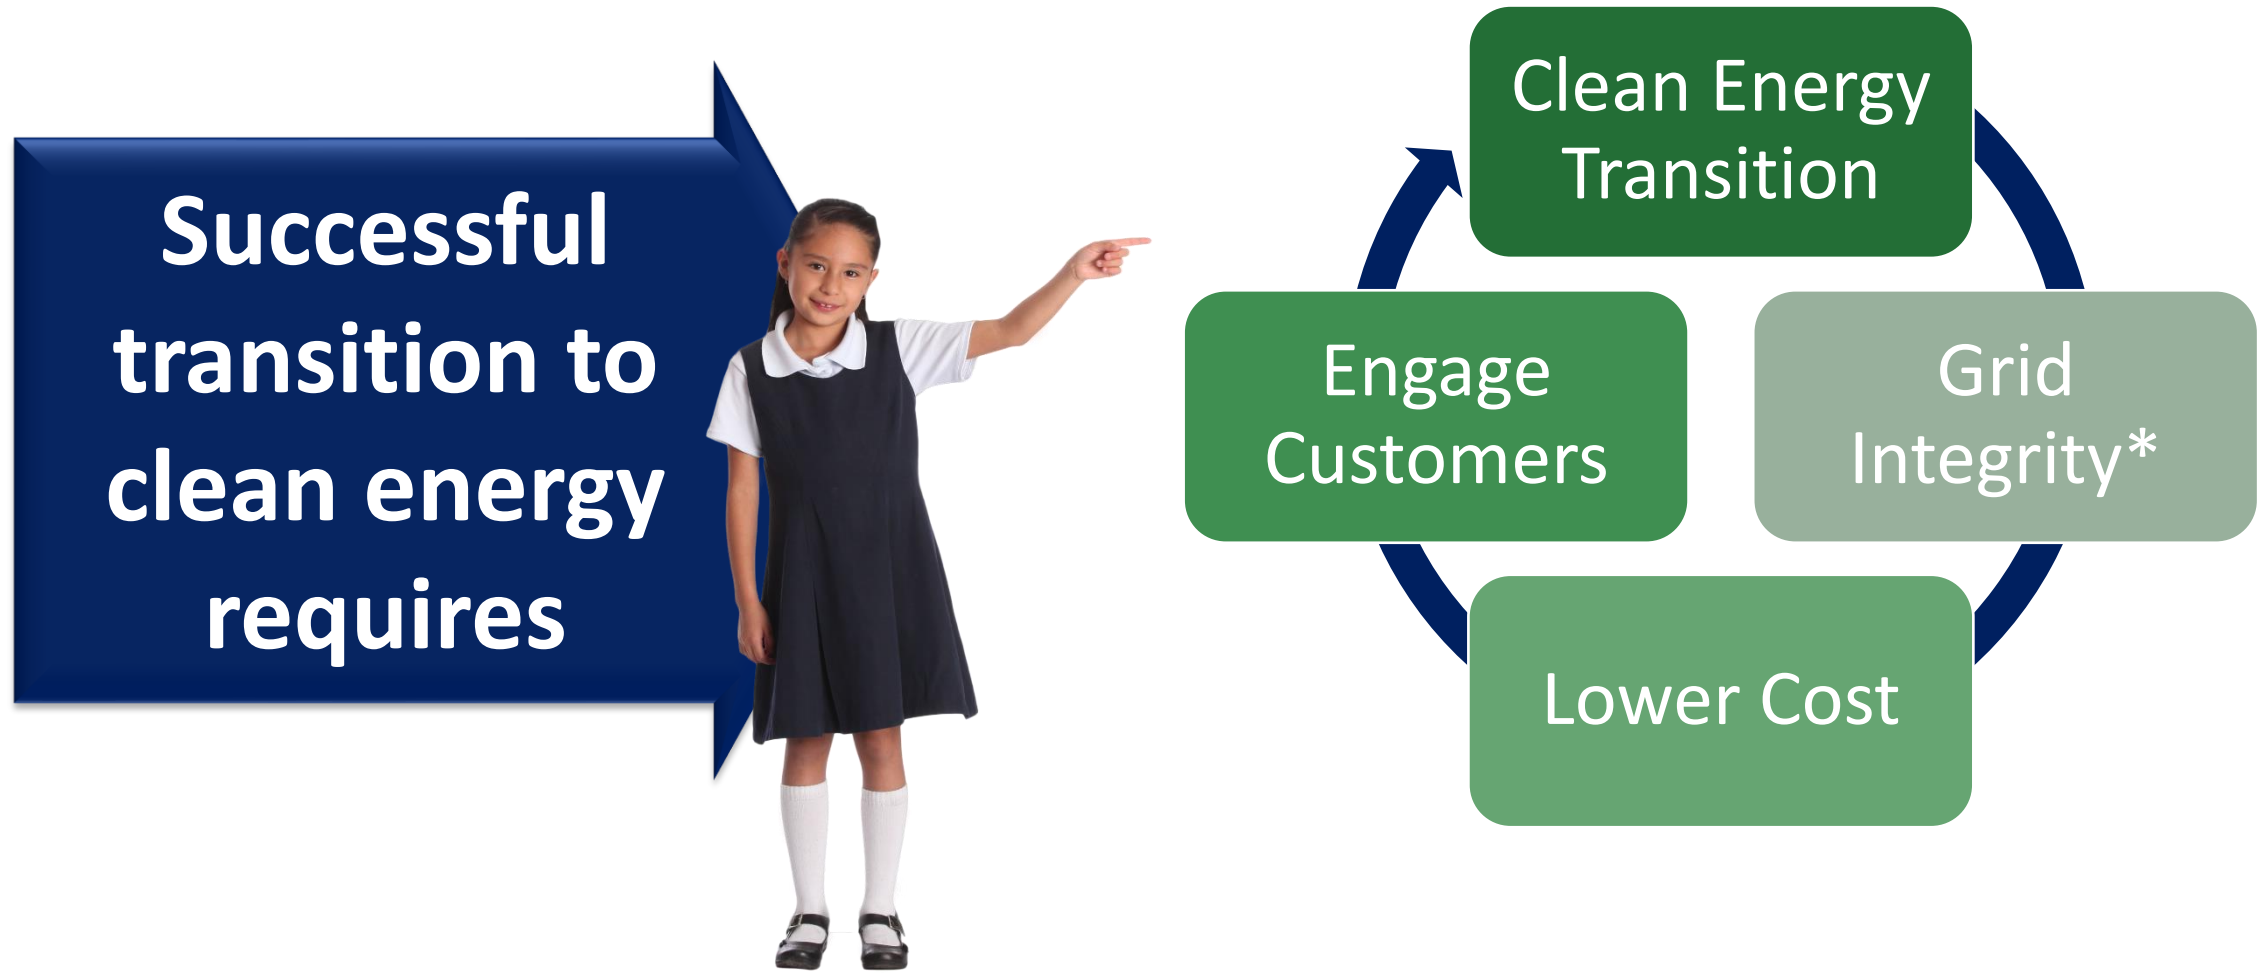 Successful
transition to
clean energy
requires
Clean Energy
Transition
Engage
Customers
Grid
Integrity*
Lower Cost